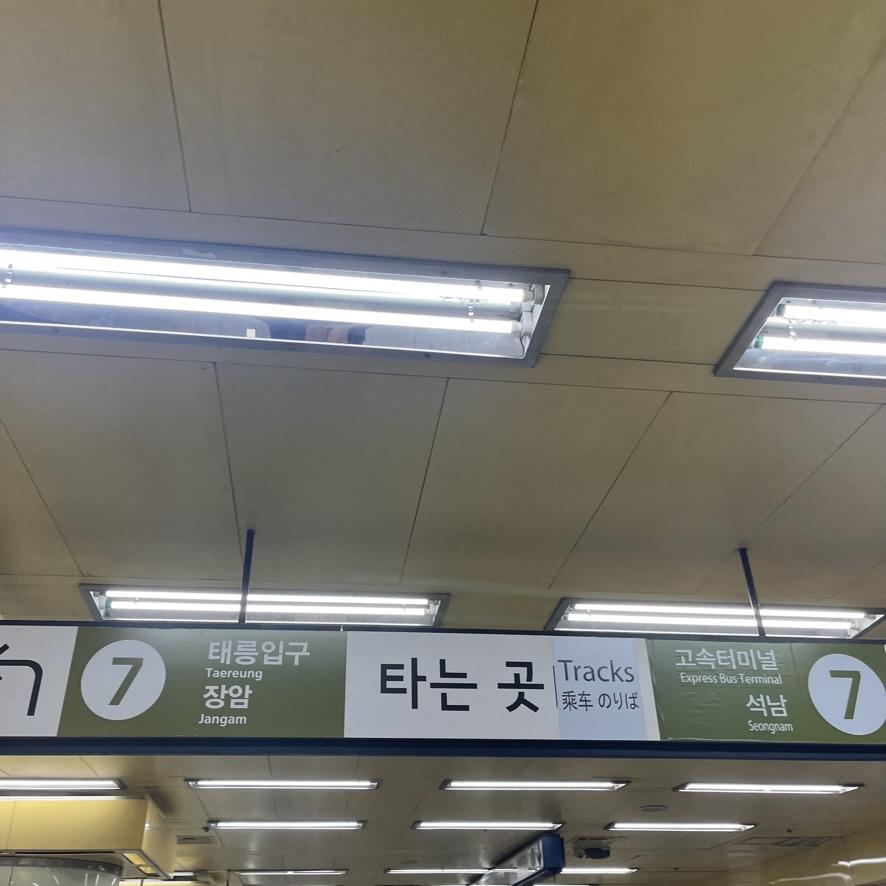 7
태릉입구
Taereung
장암
Jangam
타는 곳
Tracks
乘车 のりば
고속터미널
Express Bus Terminal
석남
Seongnam
7